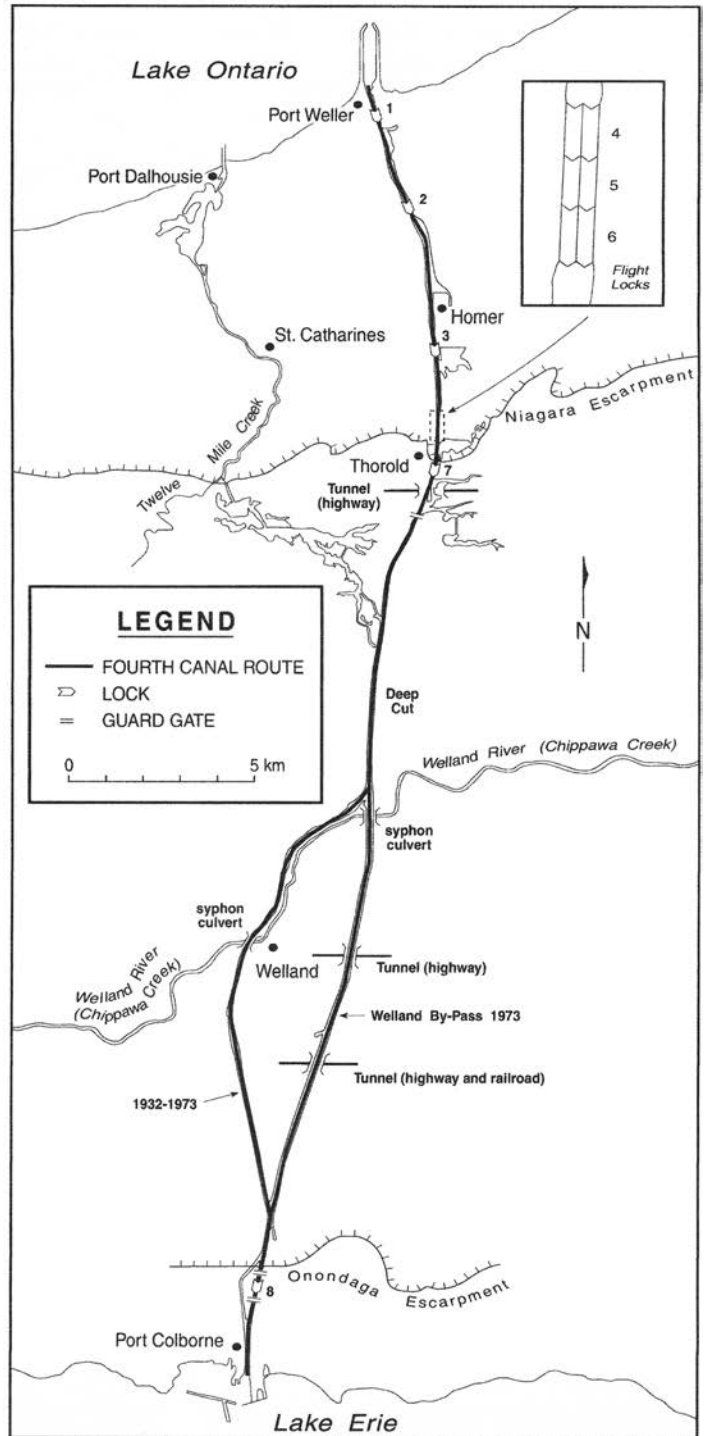 Lake Ontario
Port Weller
1
Port Dalhousie
2
4
5
6
Flight
Locks
Homer
St. Catharines
3
Niagara Escarpment
Twelve Mile Creek
Thorold
7
Tunnel
(highway)
N
LEGEND
FOURTH CANAL ROUTE
LOCK
GUARD GATE
0 5 km
Deep
Cut
Welland River (Chippawa Creek)
syphon
culvert
syphon
culvert
Welland
Welland River
(Chippawa Creek)
Tunnel (highway)
Welland By-Pass 1973
Tunnel (highway and railroad)
1932-1973
Onondaga Escarpment
8
Port Colborne
Lake Erie